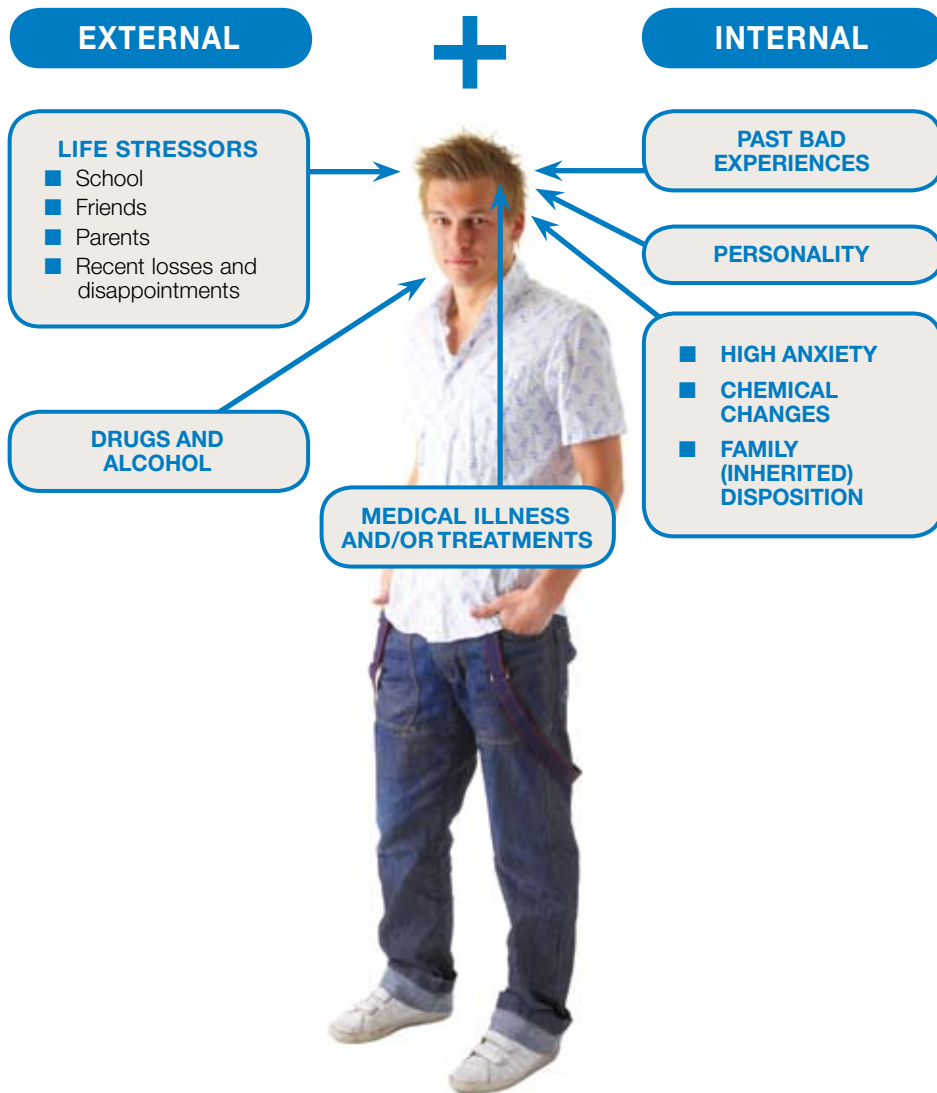 EXTERNAL
+
INTERNAL
LIFE STRESSORS
■ School
■ Friends
■ Parents
■ Recent losses and
disappointments
DRUGS AND
ALCOHOL
MEDICAL ILLNESS
AND/OR TREATMENTS
PAST BAD
EXPERIENCES
PERSONALITY
■ HIGH ANXIETY
■ CHEMICAL
CHANGES
■ FAMILY
(INHERITED)
DISPOSITION